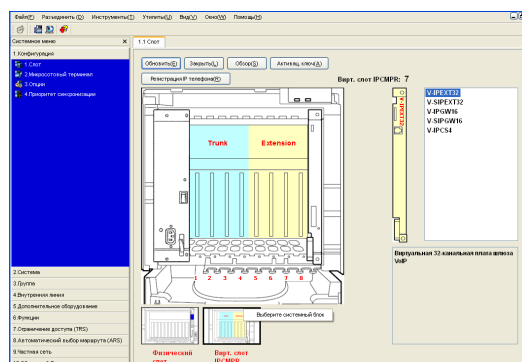 Файл(F) Разъединить (D) Инструменты(T) Утилиты(U) Вид(V) Окно(W) Помощь(H)
Системное меню X
1.1 Слот
1.Конфигурация
1.Слот
2.Микросотовый терминал
3.Опции
4.Приоритет синхронизации
Обновить(E) Закрыть(L) Обзор(S) Активац. ключ(A)
Регистрация IP телефона(R)
Вирт. слот IPCMPR: 7
Trunk Extension
1 2 3 4 5 6 7 8
V-IPEXT32
V-IPEXT32
V-SIPEXT32
V-IPGW16
V-SIPGW16
V-IPCS4
Виртуальная 32-канальная плата шлюза VoIP
Выберите системный блок
Физический слот
Вирт. слот IPCMPR
2.Система
3.Группа
4.Внутренняя линия
5.Дополнительное оборудование
6.Функции
7.Ограничение доступа (TRS)
8.Автоматический выбор маршрута (ARS)
9.Частная сеть